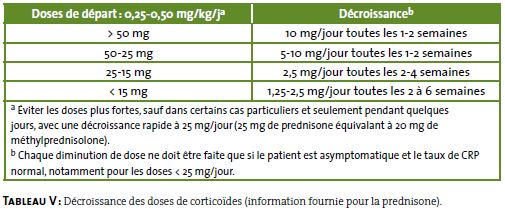 Doses de départ : 0,25-0,50 mg/kg/jᵃ Décroissanceᵇ
> 50 mg 10 mg/jour toutes les 1-2 semaines
50-25 mg 5-10 mg/jour toutes les 1-2 semaines
25-15 mg 2,5 mg/jour toutes les 2-4 semaines
< 15 mg 1,25-2,5 mg/jour toutes les 2 à 6 semaines
ᵃ Éviter les doses plus fortes, sauf dans certains cas particuliers et seulement pendant quelques
jours, avec une décroissance rapide à 25 mg/jour (25 mg de prednisone équivalant à 20 mg de
méthylprednisolone).
ᵇ Chaque diminution de dose ne doit être faite que si le patient est asymptomatique et le taux de CRP
normal, notamment pour les doses < 25 mg/jour.
TABLEAU V : Décroissance des doses de corticoïdes (information fournie pour la prednisone).